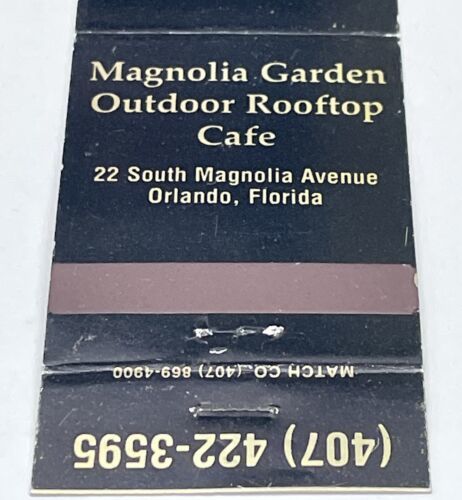 Magnolia Garden
Outdoor Rooftop
Cafe
22 South Magnolia Avenue
Orlando, Florida
MATCH CO. (407) 869-4900
(407) 422-3595